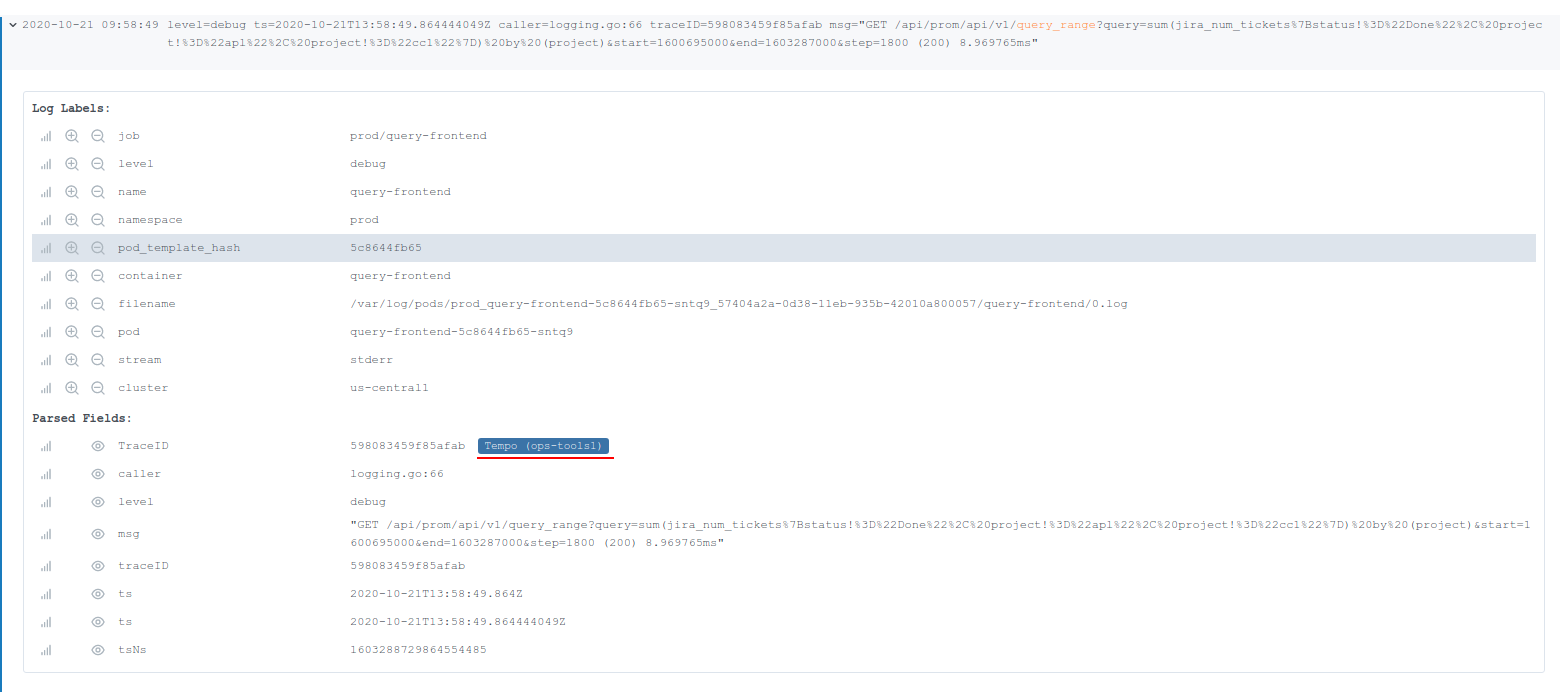 2020-10-21 09:58:49 level=debug ts=2020-10-21T13:58:49.864444049Z caller=logging.go:66 traceID=598083459f85afab msg="GET /api/prom/api/v1/query_range?query=sum(jira_num_tickets%7Bstatus!%3D%22Done%22%2C%20projec
t!%3D%22apl%22%2C%20project!%3D%22ccl%22%7D)%20by%20(project)&start=1600695000&end=1603287000&step=1800 (200) 8.969765ms"
Log Labels:
job prod/query-frontend
level debug
name query-frontend
namespace prod
pod_template_hash 5c8644fb65
container query-frontend
filename /var/log/pods/prod_query-frontend-5c8644fb65-sntq9_57404a2a-0d38-11eb-935b-42010a800057/query-frontend/0.log
pod query-frontend-5c8644fb65-sntq9
stream stderr
cluster us-central1
Parsed Fields:
TraceID 598083459f85afab Tempo (ops-tools1)
caller logging.go:66
level debug
msg "GET /api/prom/api/v1/query_range?query=sum(jira_num_tickets%7Bstatus!%3D%22Done%22%2C%20project!%3D%22apl%22%2C%20project!%3D%22ccl%22%7D)%20by%20(project)&start=1
600695000&end=1603287000&step=1800 (200) 8.969765ms"
traceID 598083459f85afab
ts 2020-10-21T13:58:49.864Z
ts 2020-10-21T13:58:49.864444049Z
tsNs 1603288729864554485